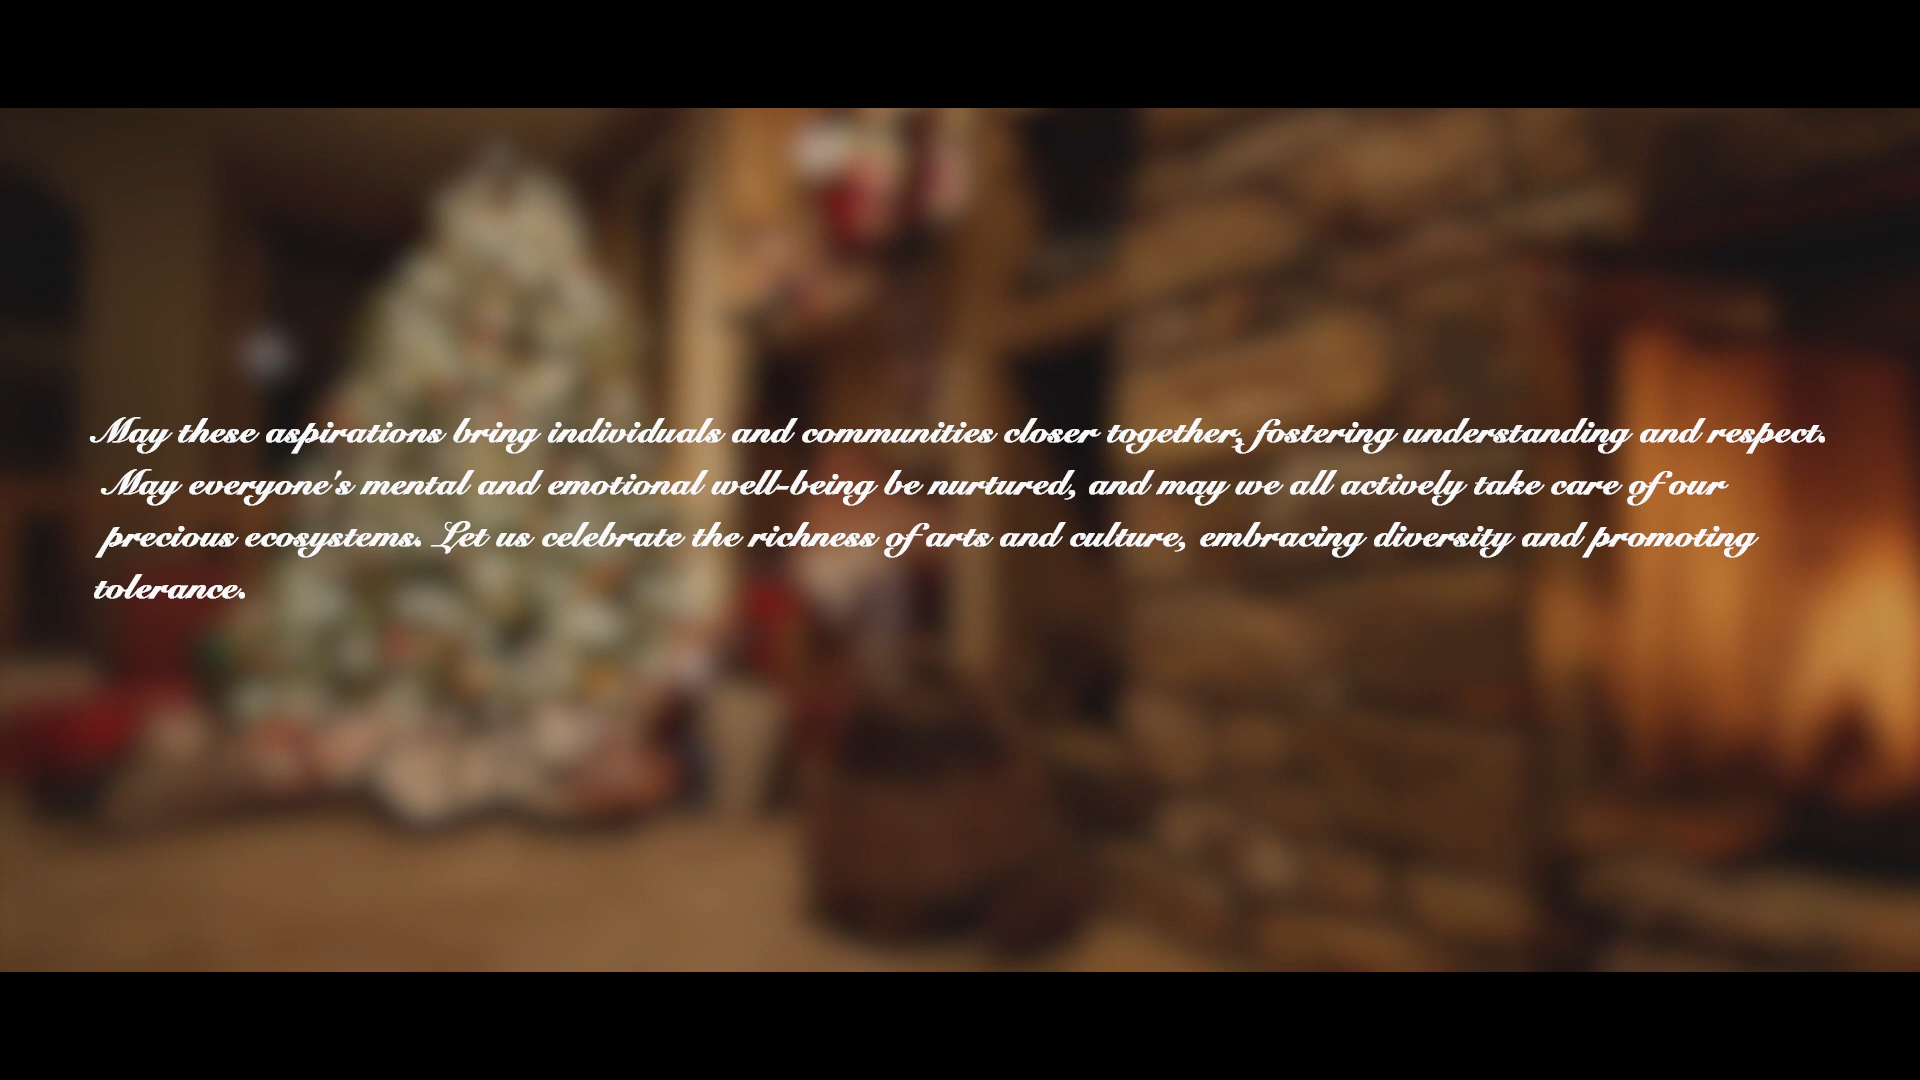 May these aspirations bring individuals and communities closer together, fostering understanding and respect.
May everyone's mental and emotional well-being be nurtured, and may we all actively take care of our
precious ecosystems. Let us celebrate the richness of arts and culture, embracing diversity and promoting
tolerance.